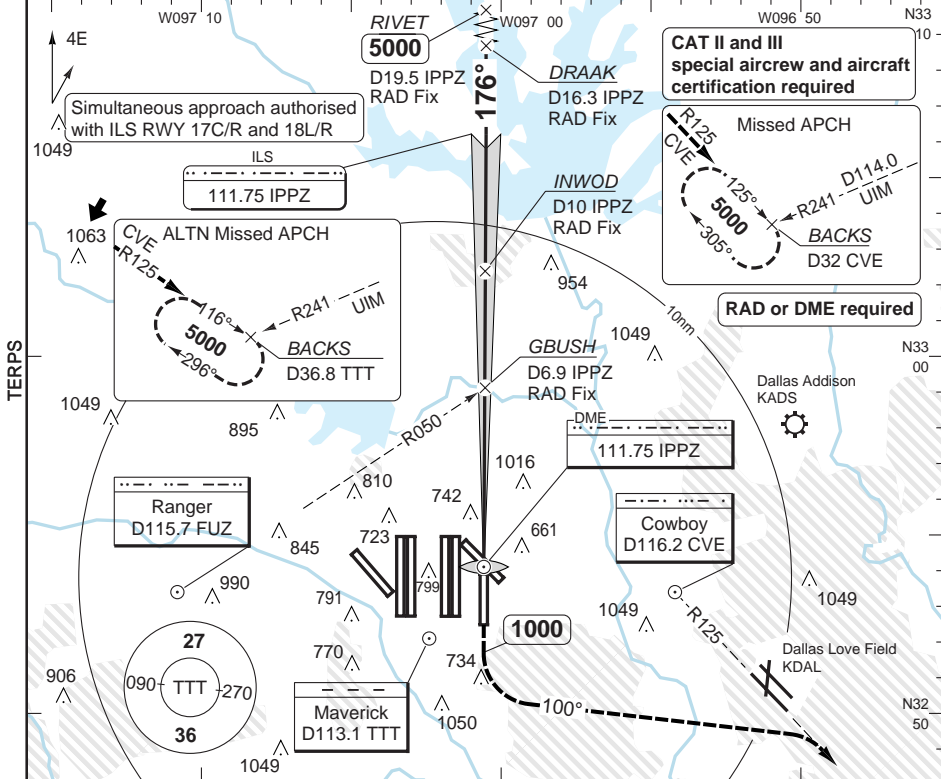 W097 10
W097 00
W096 50
N33
10
4E
RIVET
5000
D19.5 IPPZ
RAD Fix
176°
DRAAK
D16.3 IPPZ
RAD Fix
CAT II and III
special aircrew and aircraft
certification required
Simultaneous approach authorised
with ILS RWY 17C/R and 18L/R
1049
ILS
111.75 IPPZ
INWOD
D10 IPPZ
RAD Fix
Missed APCH
R125
CVE
125°
5000
305°
D114.0
R241
UIM
BACKS
D32 CVE
1063
ALTN Missed APCH
CVE
R125
116°
5000
296°
R241
UIM
BACKS
D36.8 TTT
954
10nm
RAD or DME required
1049
TERPS
GBUSH
D6.9 IPPZ
RAD Fix
N33
00
Dallas Addison
KADS
1049
895
R050
DME
111.75 IPPZ
1016
810
742
Ranger
D115.7 FUZ
723
845
661
Cowboy
D116.2 CVE
799
990
791
1049
1049
R125
1000
27
090
TTT
270
36
770
734
Dallas Love Field
KDAL
906
Maverick
D113.1 TTT
1050
100°
N32
50
1049